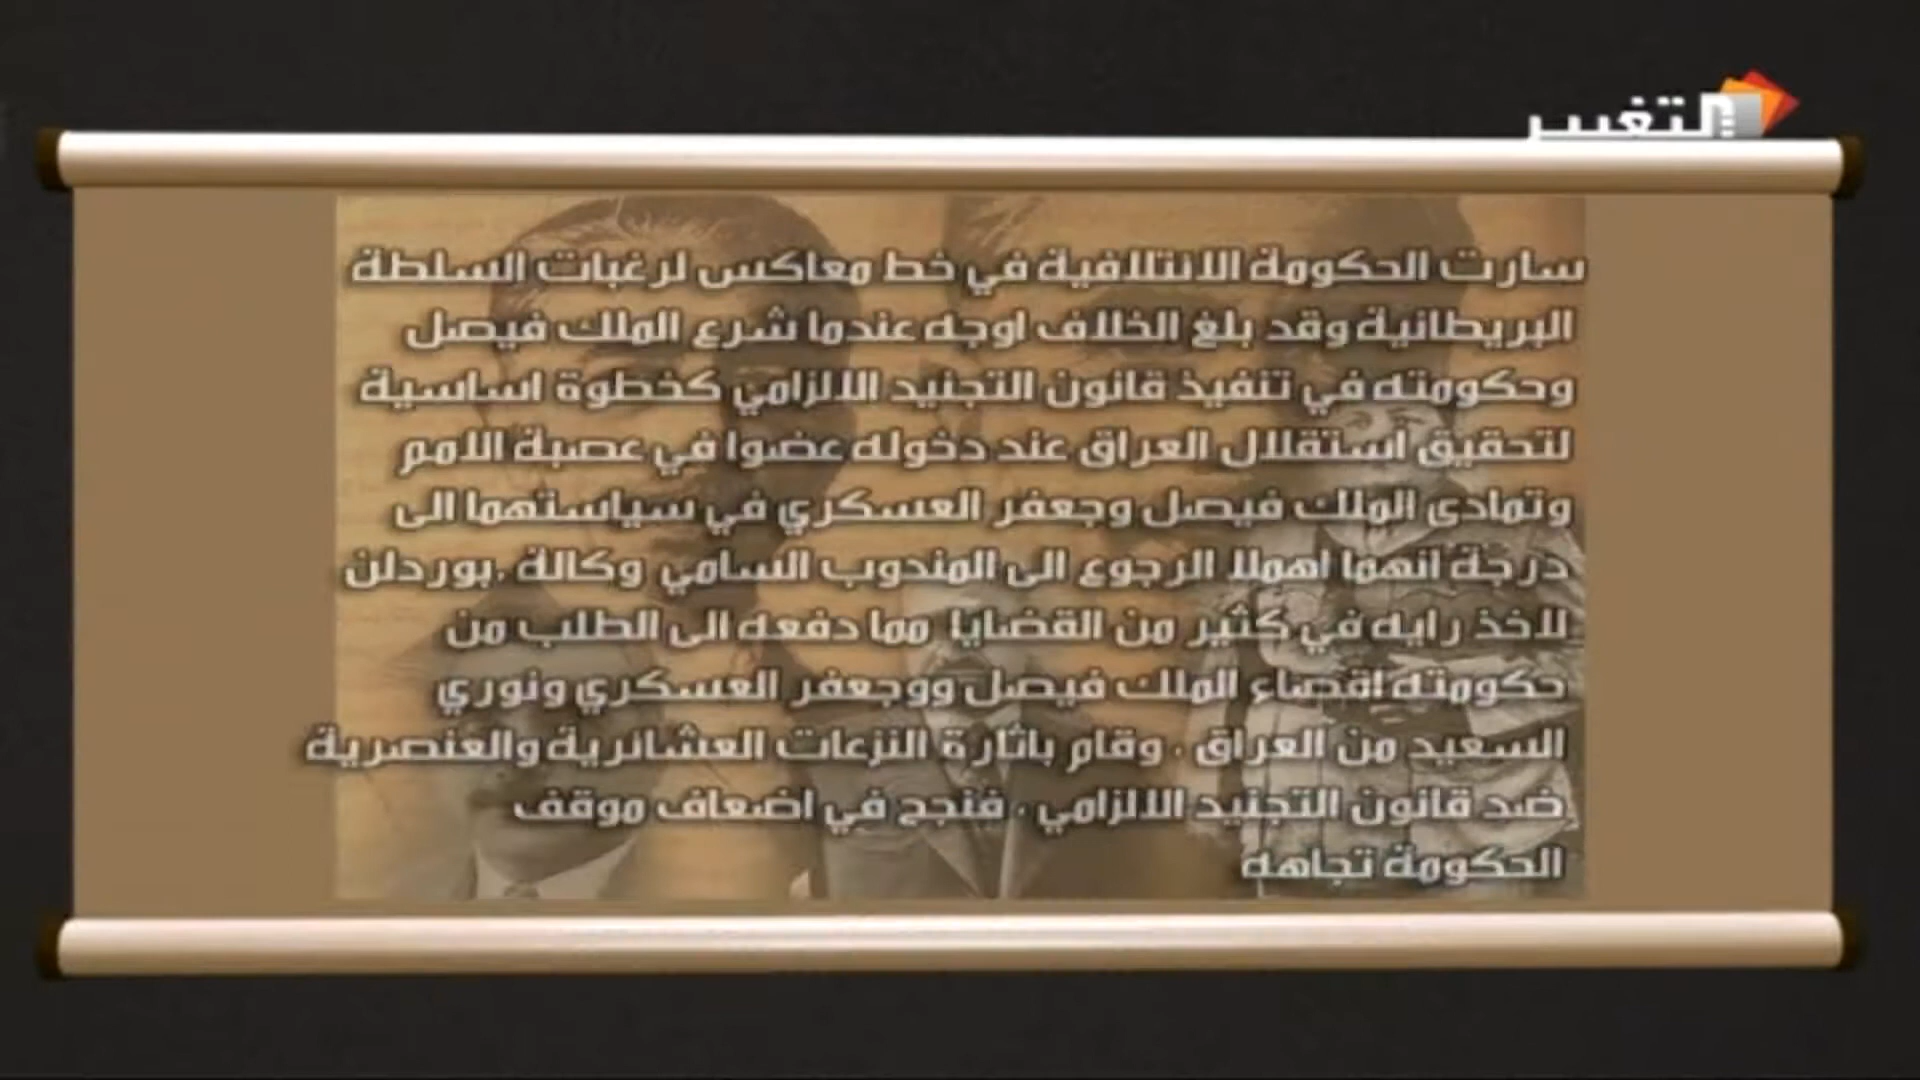 التغيير
سارت الحكومة الائتلافية في خط معاكس لرغبات السلطة
البريطانية وقد بلغ الخلاف اوجه عندما شرع الملك فيصل
وحكومته في تنفيذ قانون التجنيد الالزامي كخطوة اساسية
لتحقيق استقلال العراق عند دخوله عضوا في عصبة الامم
وتمادى الملك فيصل وجعفر العسكري في سياستهما الى
درجة انهما اهملا الرجوع الى المندوب السامي وكالة .بوردلن
لاخذ رايه في كثير من القضايا مما دفعه الى الطلب من
حكومته اقصاء الملك فيصل ووجعفر العسكري ونوري
السعيد من العراق . وقام باثارة النزعات العشائرية والعنصرية
ضد قانون التجنيد الالزامي . فنجح في اضعاف موقف
الحكومة تجاهه